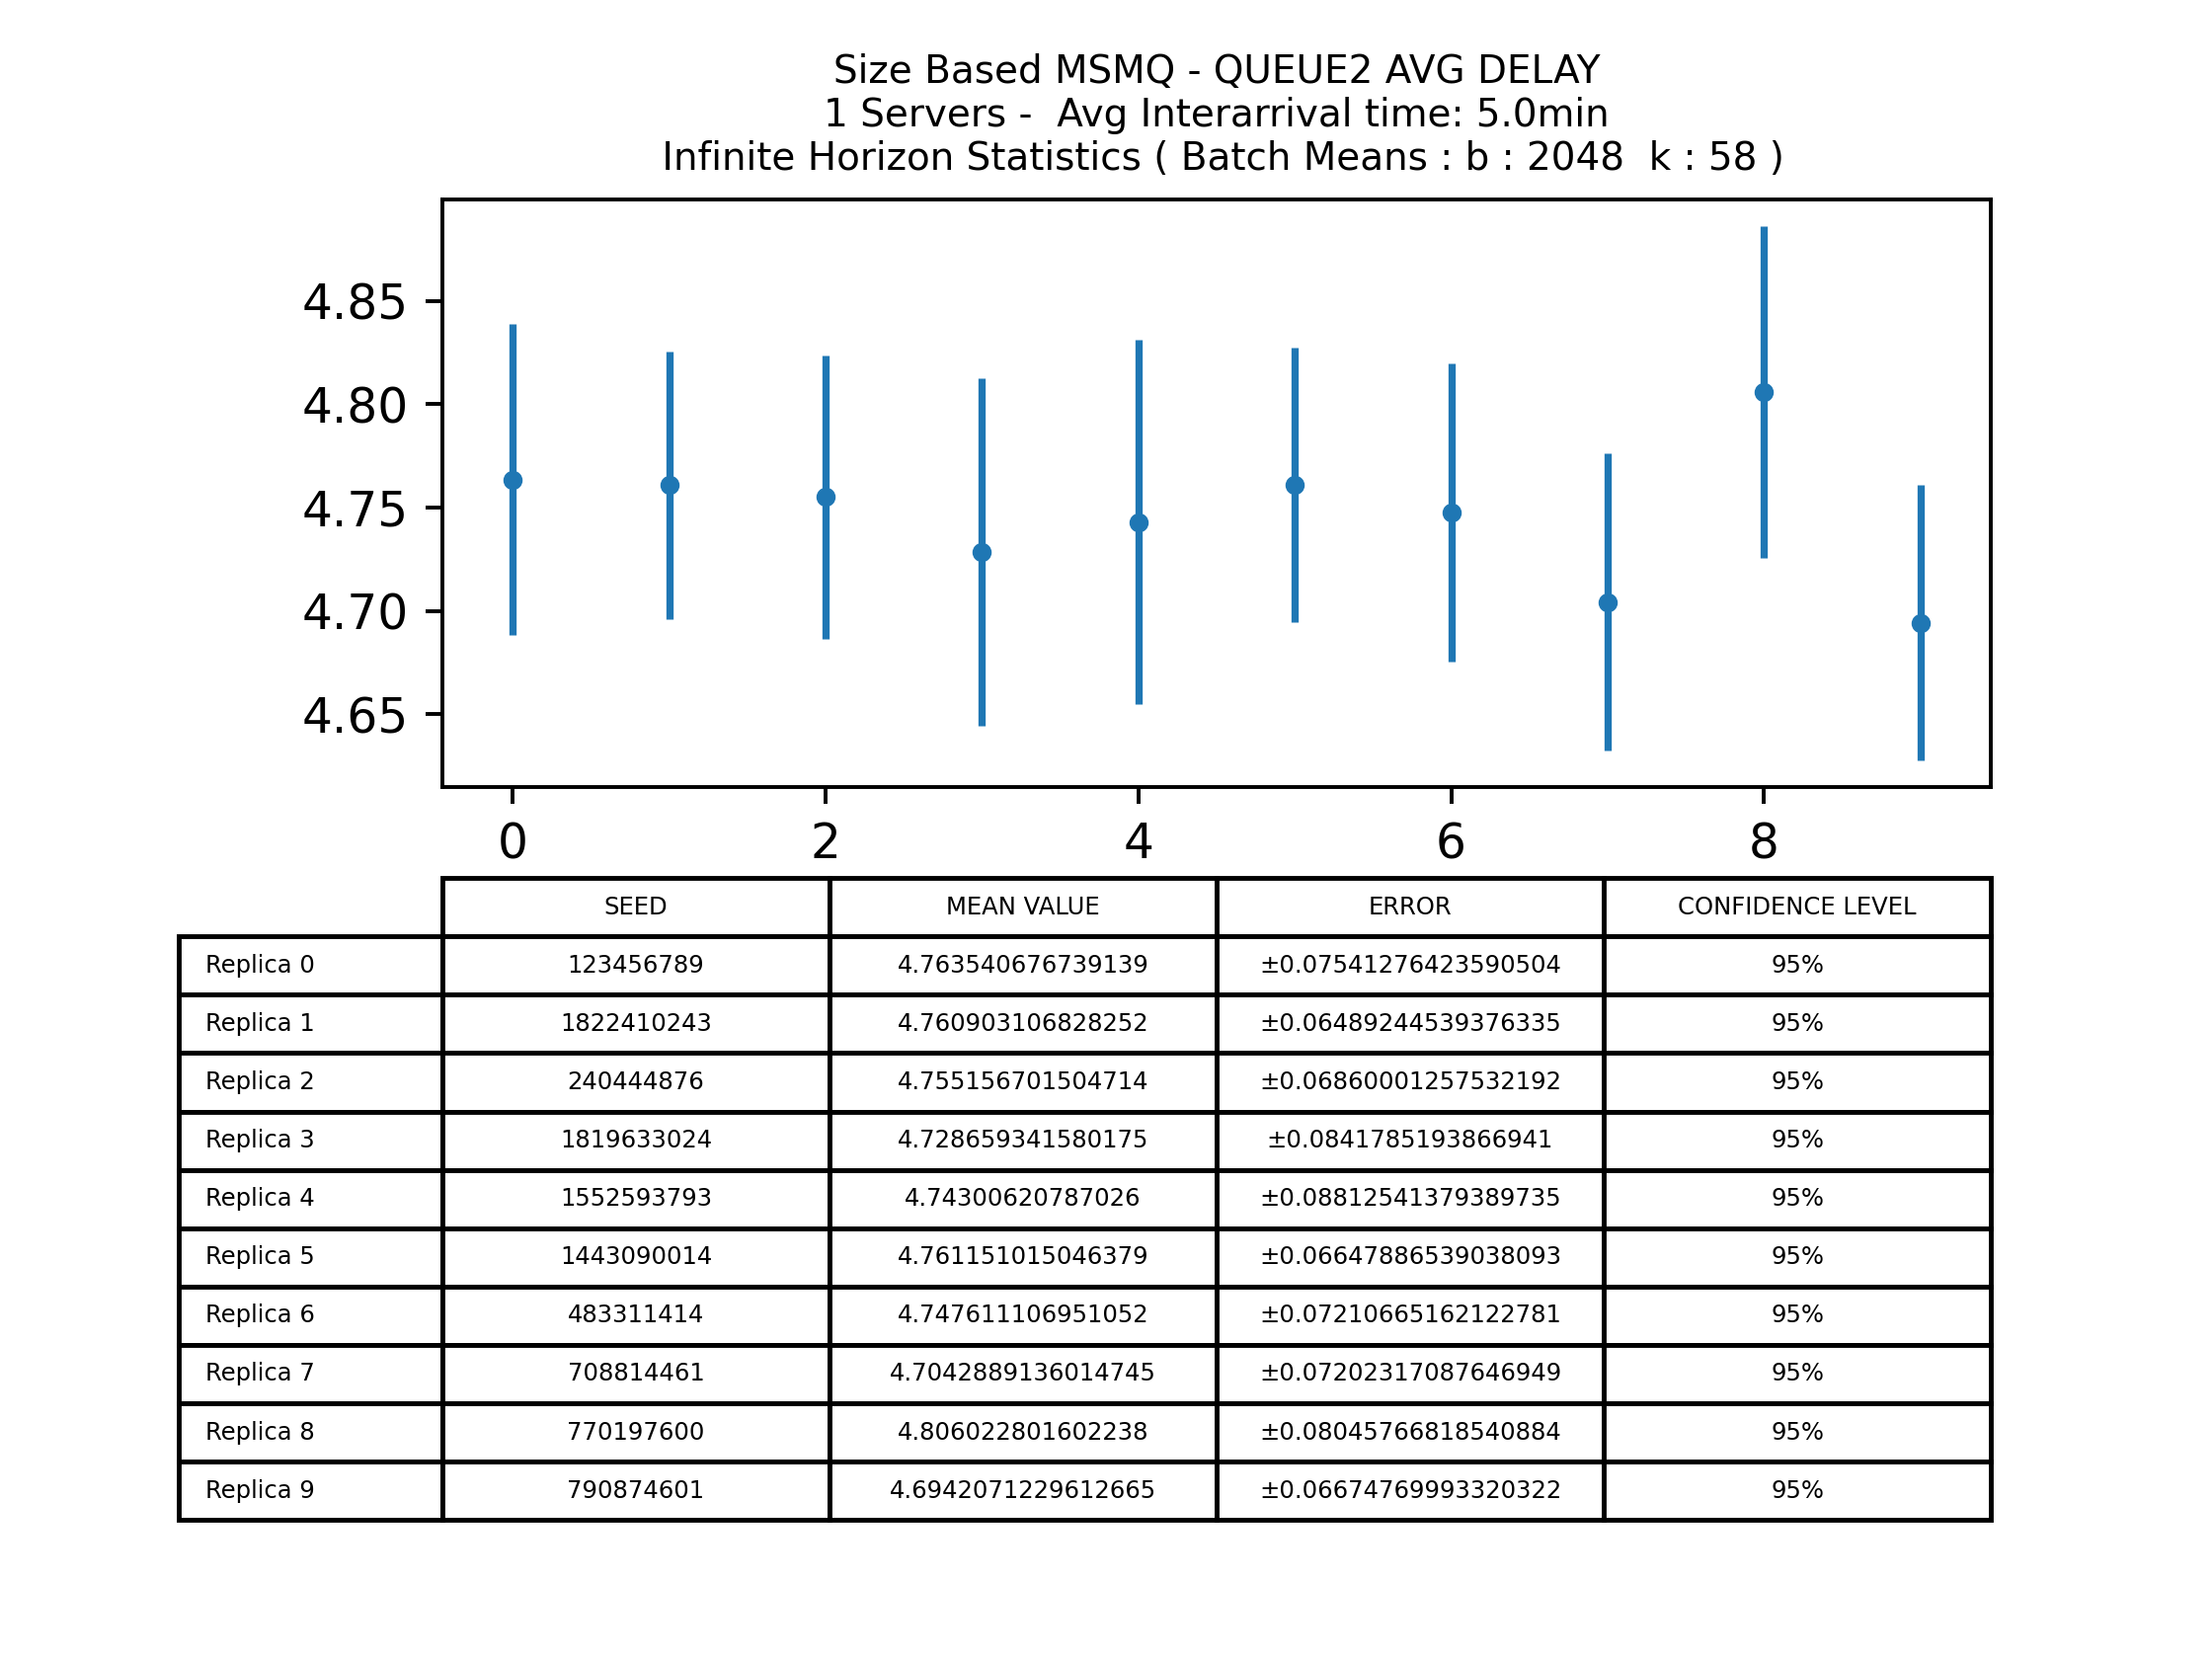 Size Based MSMQ - QUEUE2 AVG DELAY
1 Servers -  Avg Interarrival time: 5.0min
Infinite Horizon Statistics ( Batch Means : b : 2048  k : 58 )
4.85
4.80
4.75
4.70
4.65
0 2 4 6 8
SEED MEAN VALUE ERROR CONFIDENCE LEVEL
Replica 0 123456789 4.763540676739139 ±0.07541276423590504 95%
Replica 1 1822410243 4.760903106828252 ±0.06489244539376335 95%
Replica 2 240444876 4.755156701504714 ±0.06860001257532192 95%
Replica 3 1819633024 4.728659341580175 ±0.0841785193866941 95%
Replica 4 1552593793 4.74300620787026 ±0.08812541379389735 95%
Replica 5 1443090014 4.761151015046379 ±0.06647886539038093 95%
Replica 6 483311414 4.747611106951052 ±0.07210665162122781 95%
Replica 7 708814461 4.7042889136014745 ±0.07202317087646949 95%
Replica 8 770197600 4.806022801602238 ±0.08045766818540884 95%
Replica 9 790874601 4.6942071229612665 ±0.06674769993320322 95%